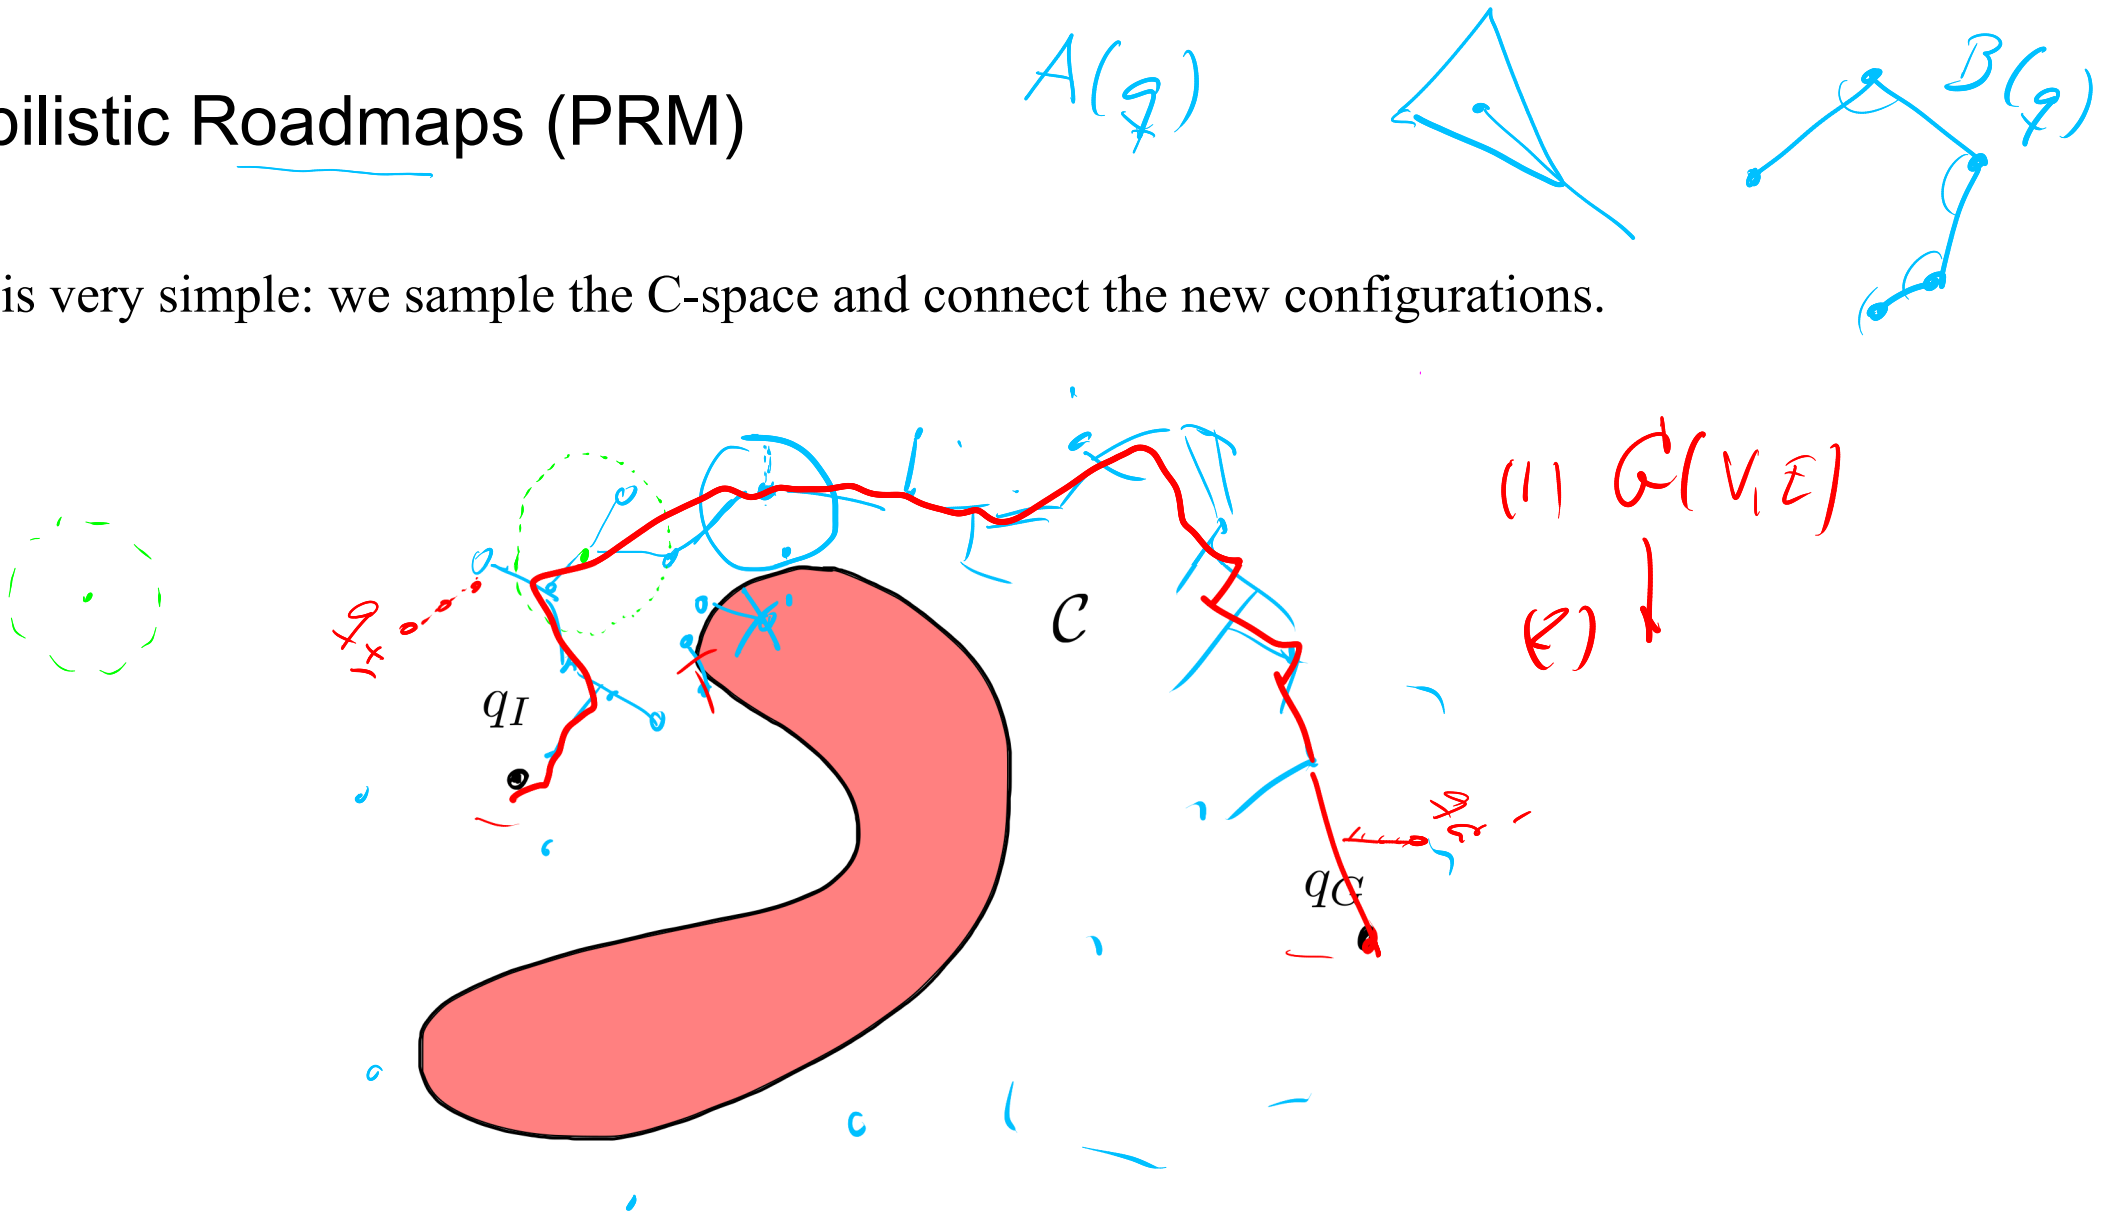 bilistic Roadmaps (PRM)
A(q)
B(q)
is very simple: we sample the C-space and connect the new configurations.
(1) G(V,E)
(2)
C
q_I
q_G